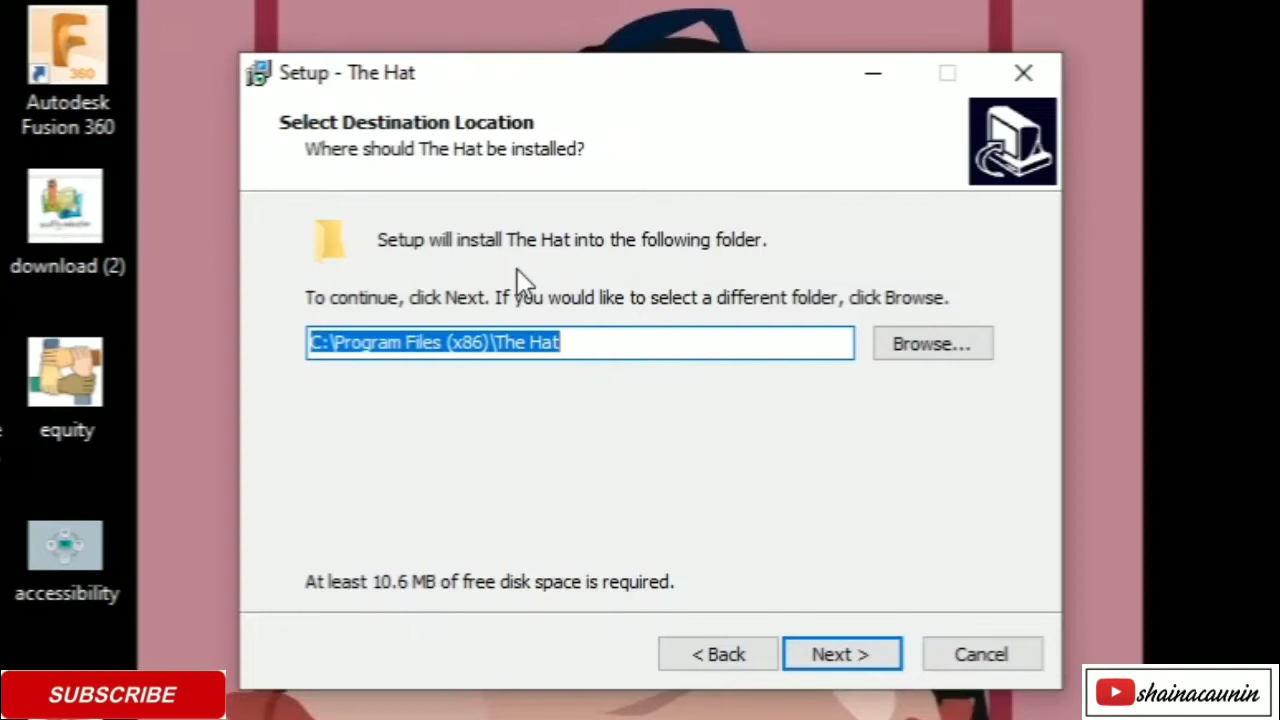 Autodesk
Fusion 360
download (2)
equity
accessibility
Setup - The Hat
Select Destination Location
Where should The Hat be installed?
Setup will install The Hat into the following folder.
To continue, click Next. If you would like to select a different folder, click Browse.
C:\Program Files (x86)\The Hat
Browse...
At least 10.6 MB of free disk space is required.
< Back
Next >
Cancel
SUBSCRIBE
shainacaunin